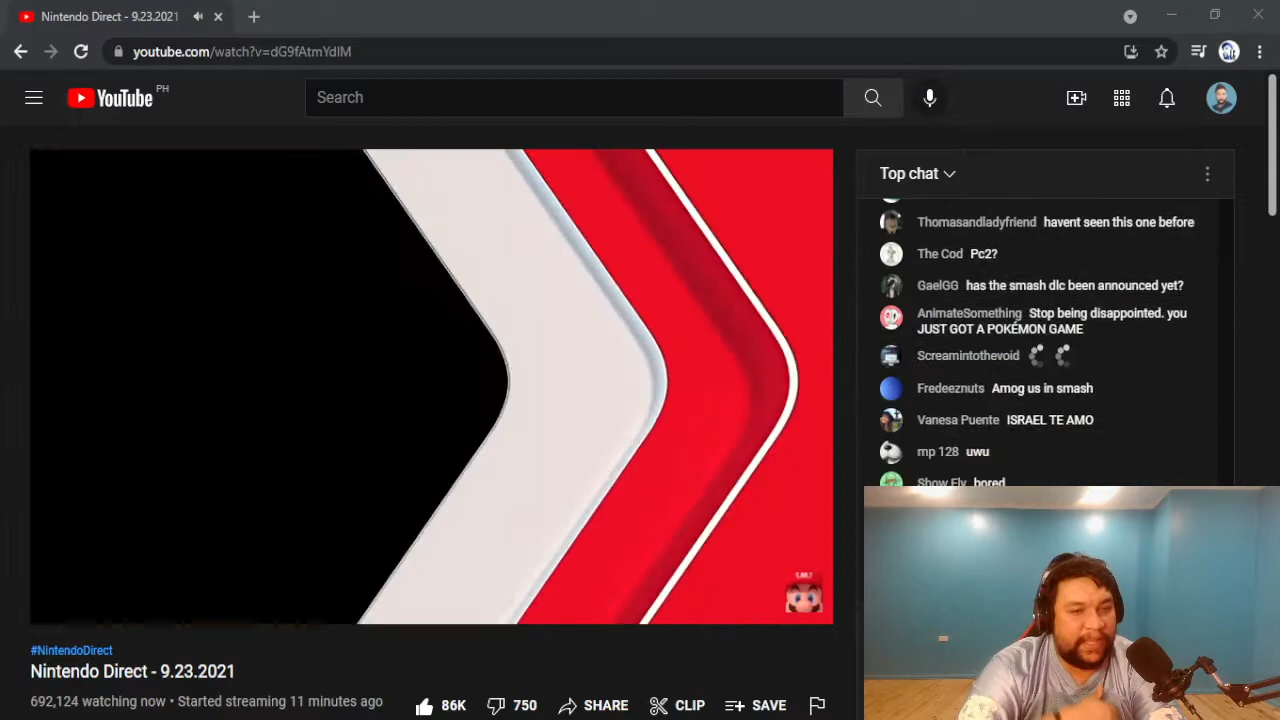 Nintendo Direct - 9.23.2021
youtube.com/watch?v=dG9fAtmYdlM
YouTube PH
Search
Top chat
Thomasandladyfriend havent seen this one before
The Cod Pc2?
GaelGG has the smash dlc been announced yet?
AnimateSomething Stop being disappointed. you
JUST GOT A POKÉMON GAME
Screamintothevoid
Fredeeznuts Amog us in smash
Vanesa Puente ISRAEL TE AMO
mp 128 uwu
Show Fly bored
#NintendoDirect
Nintendo Direct - 9.23.2021
692,124 watching now • Started streaming 11 minutes ago
86K
750
SHARE
CLIP
SAVE